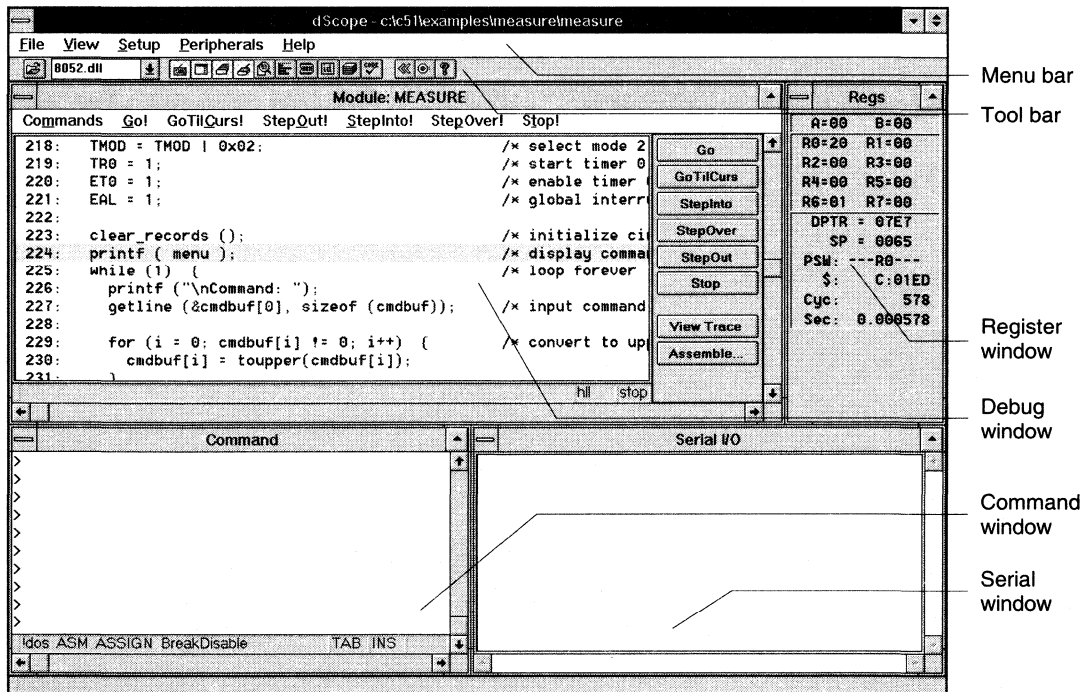 dScope - c:\c51\examples\measure\measure
File View Setup Peripherals Help
8052.dll
Menu bar
Tool bar
Module: MEASURE
Commands Go! GoTilCurs! StepOut! StepInto! StepOver! Stop!
218: TMOD = TMOD | 0x02; /* select mode 2
219: TR0 = 1; /* start timer 0
220: ET0 = 1; /* enable timer
221: EAL = 1; /* global interr
222:
223: clear_records (); /* initialize cir
224: printf ( menu ); /* display comman
225: while (1) { /* loop forever
226: printf ("\nCommand: ");
227: getline (&cmdbuf[0], sizeof (cmdbuf)); /* input command
228:
229: for (i = 0; cmdbuf[i] != 0; i++) { /* convert to upp
230: cmdbuf[i] = toupper(cmdbuf[i]);
231: }
hll stop
Go
GoTilCurs
StepInto
StepOver
StepOut
Stop
View Trace
Assemble...
Regs
A=00 B=00
R0=20 R1=00
R2=00 R3=00
R4=00 R5=00
R6=01 R7=00
DPTR = 07E7
SP = 0065
PSW: ---R0---
$: C:01ED
Cyc: 578
Sec: 0.000578
Register
window
Debug
window
Command
>
>
>
>
>
>
>
>
>
>
!dos ASM ASSIGN BreakDisable TAB INS
Serial I/O
Command
window
Serial
window